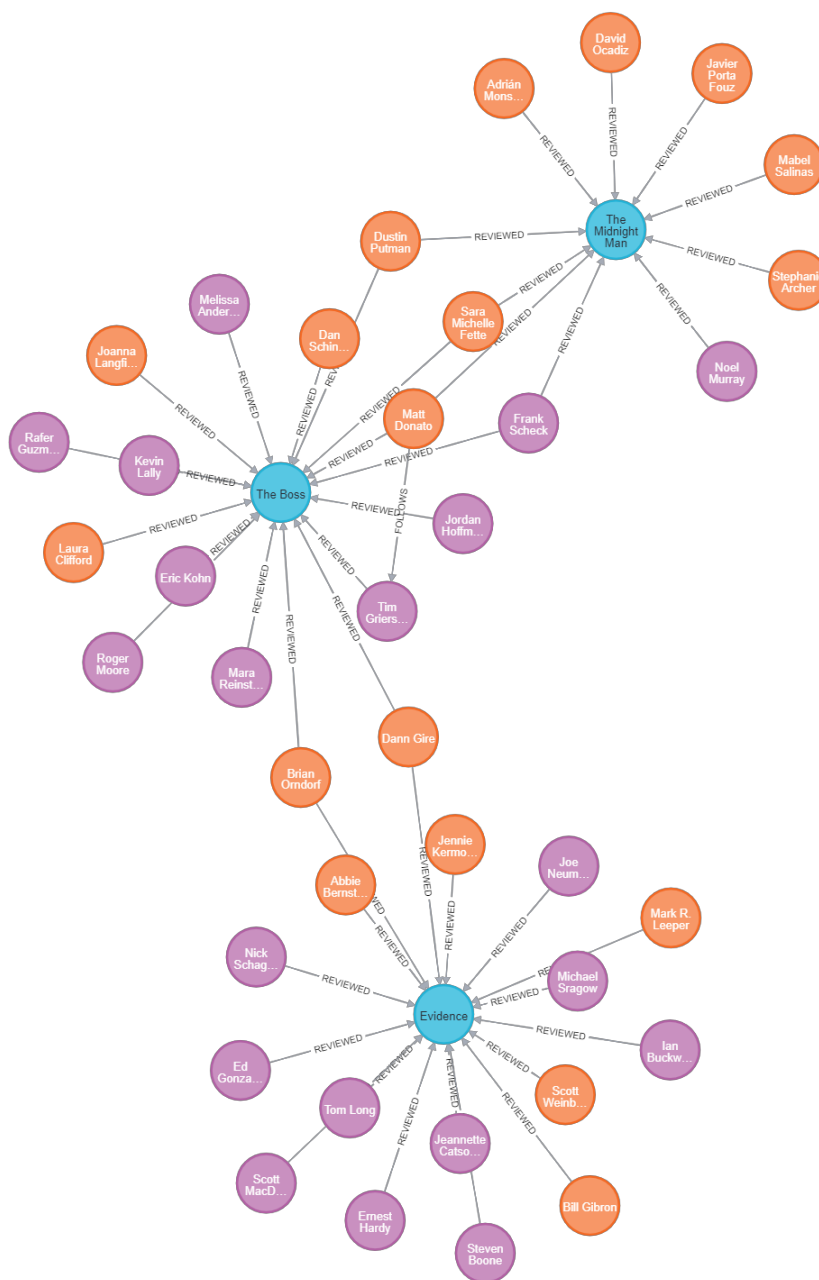 David
Ocadiz
Javier
Porta
Fouz
Adrián
Mons...
REVIEWED
REVIEWED
REVIEWED
Mabel
Salinas
REVIEWED
The
Midnight
Man
Dustin
Putman
REVIEWED
REVIEWED
Stephanie
Archer
Melissa
Ander...
REVIEWED
REVIEWED
Sara
Michelle
Fette
Dan
Schin...
REVIEWED
REVIEWED
Joanna
Langfi...
Noel
Murray
REVIEWED
REVIEWED
REVIEWED
REVIEWED
Matt
Donato
Frank
Scheck
REVIEWED
REVIEWED
Rafer
Guzm...
Kevin
Lally
REVIEWED
The Boss
REVIEWED
FOLLOWS
Jordan
Hoffm...
Laura
Clifford
REVIEWED
REVIEWED
REVIEWED
Eric Kohn
REVIEWED
Tim
Griers...
REVIEWED
REVIEWED
Roger
Moore
Mara
Reinst...
Dann Gire
Brian
Orndorf
Jennie
Kermo...
REVIEWED
Joe
Neum...
Abbie
Bernst...
REVIEWED
Mark R.
Leeper
REVIEWED
REVIEWED
Nick
Schag...
REVIEWED
REVIEWED
Michael
Sragow
REVIEWED
Evidence
REVIEWED
Ian
Buckw...
REVIEWED
REVIEWED
REVIEWED
Ed
Gonza...
Scott
Weinb...
REVIEWED
REVIEWED
REVIEWED
Tom Long
Jeannette
Catso...
Scott
MacD...
Bill Gibron
Ernest
Hardy
Steven
Boone